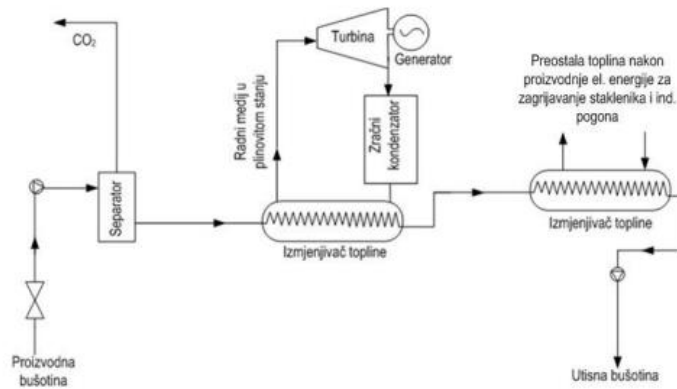 CO2
Turbina
Generator
Radni medij u
plinovitom stanju
Zračni
kondenzator
Preostala toplina nakon
proizvodnje el. energije za
zagrijavanje staklenika i ind.
pogona
Separator
Izmjenjivač topline
Izmjenjivač topline
Proizvodna
bušotina
Utisna bušotina